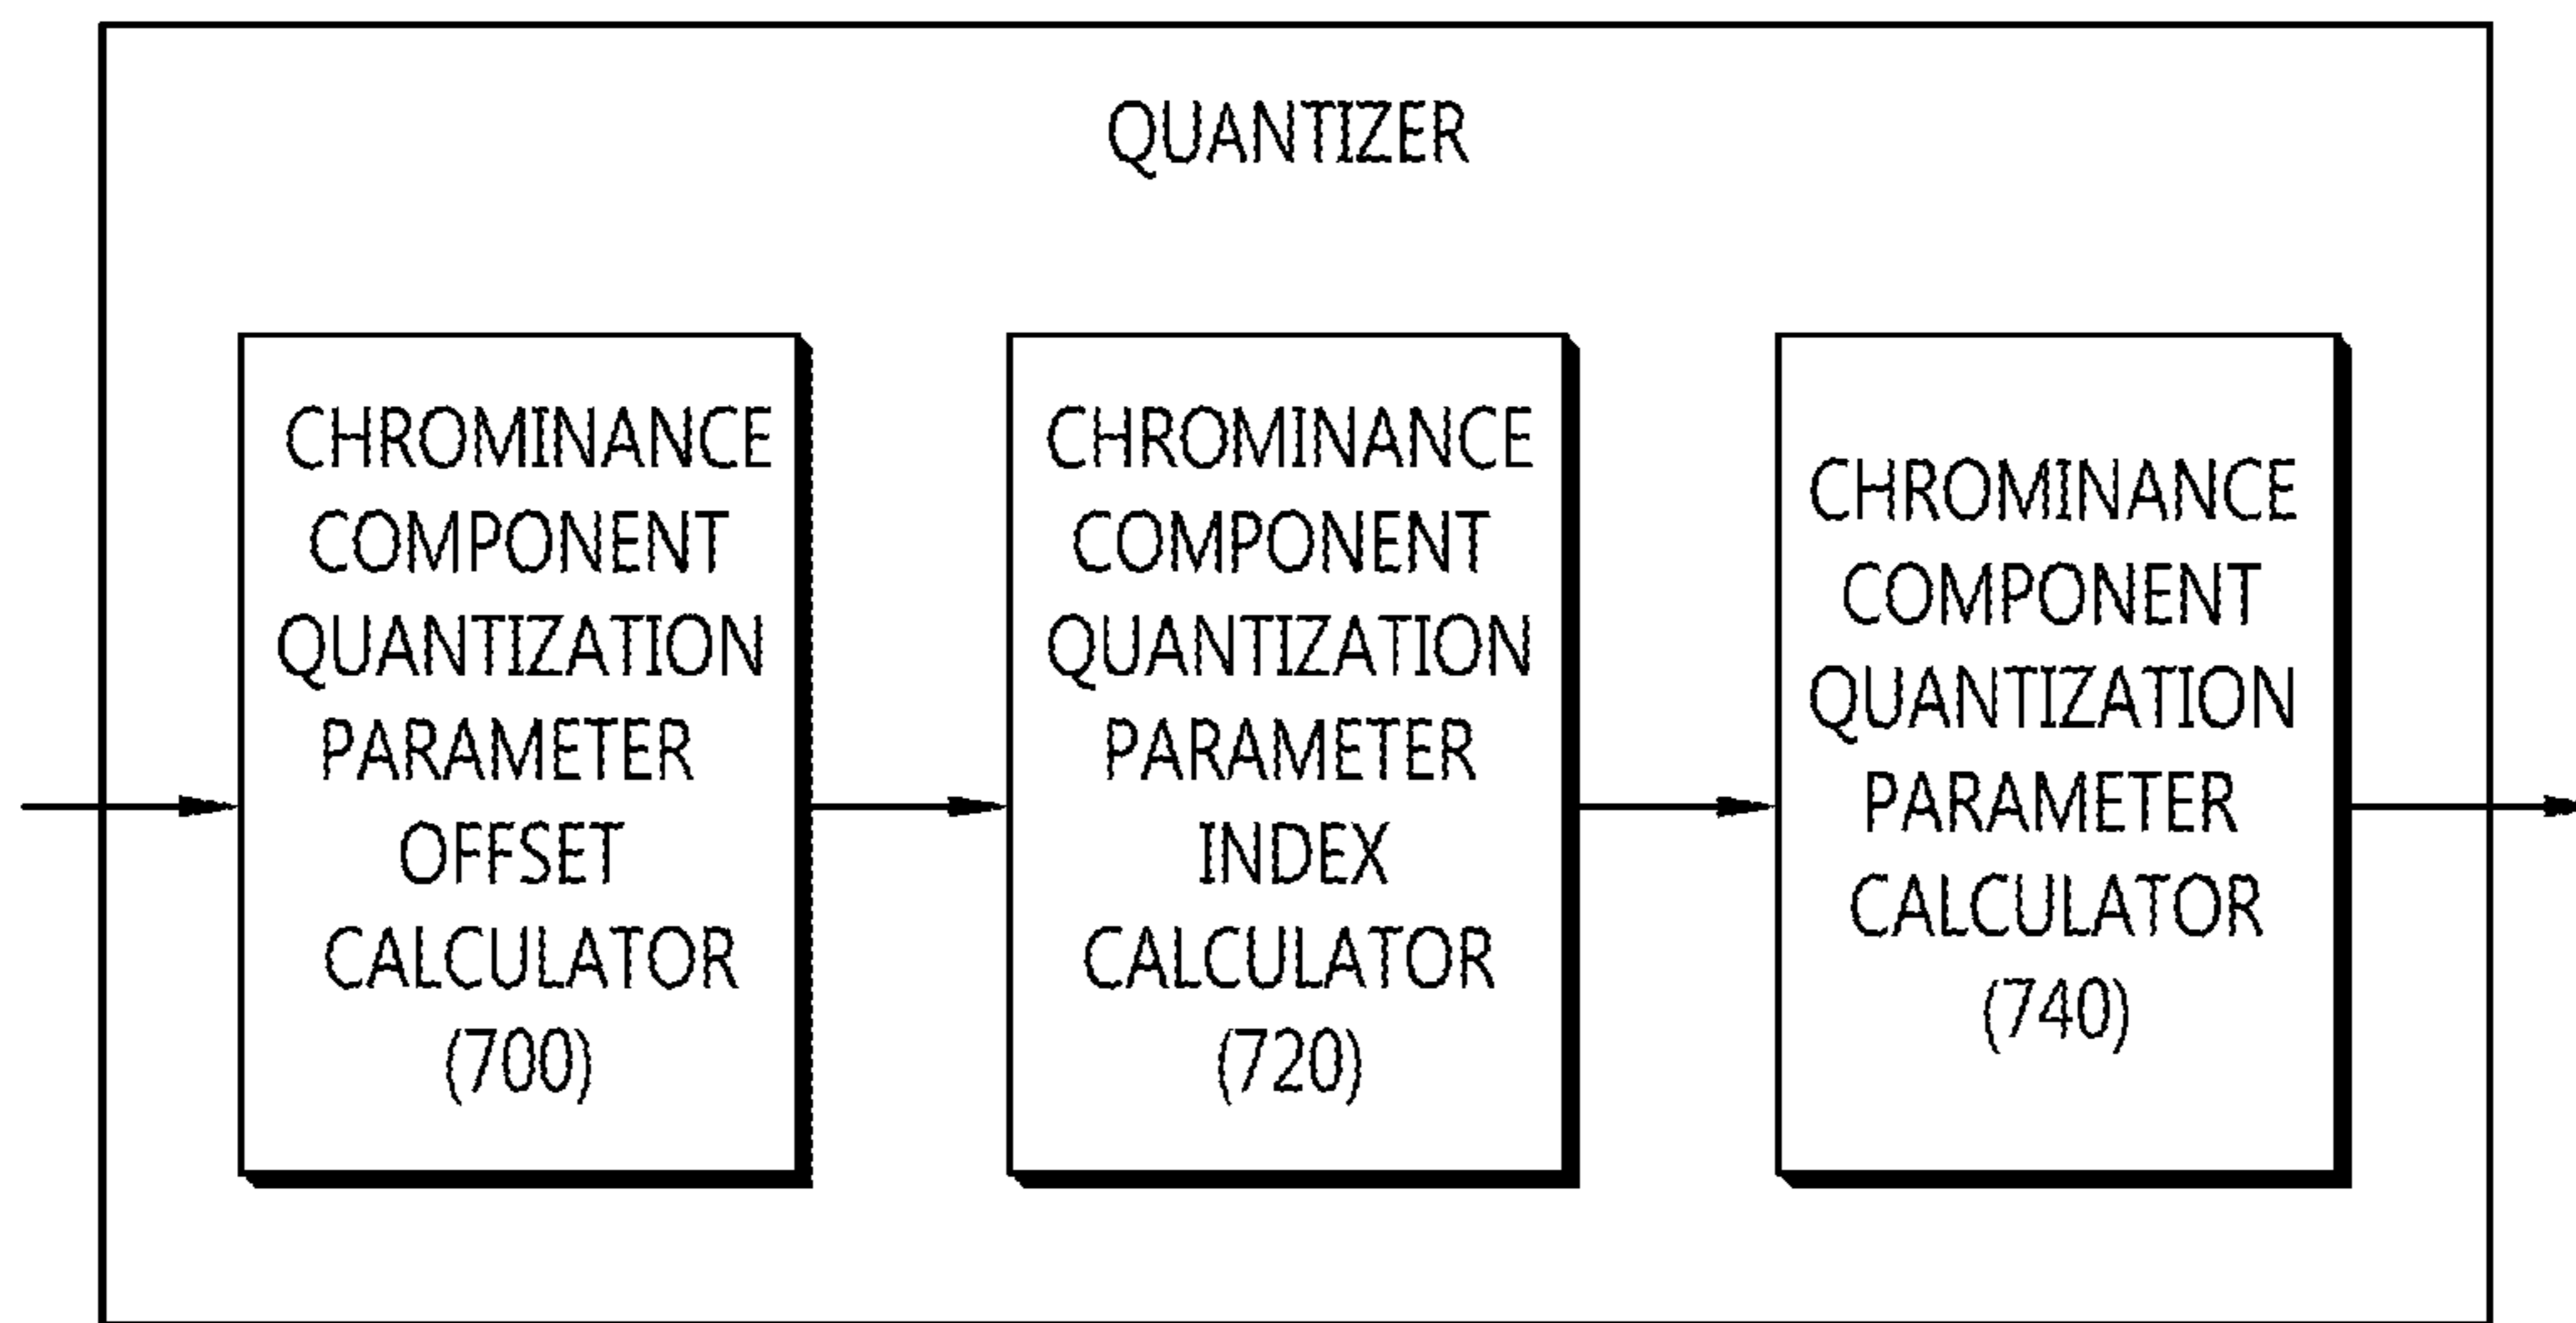 QUANTIZER
CHROMINANCE
COMPONENT
QUANTIZATION
PARAMETER
OFFSET
CALCULATOR
(700)
CHROMINANCE
COMPONENT
QUANTIZATION
PARAMETER
INDEX
CALCULATOR
(720)
CHROMINANCE
COMPONENT
QUANTIZATION
PARAMETER
CALCULATOR
(740)